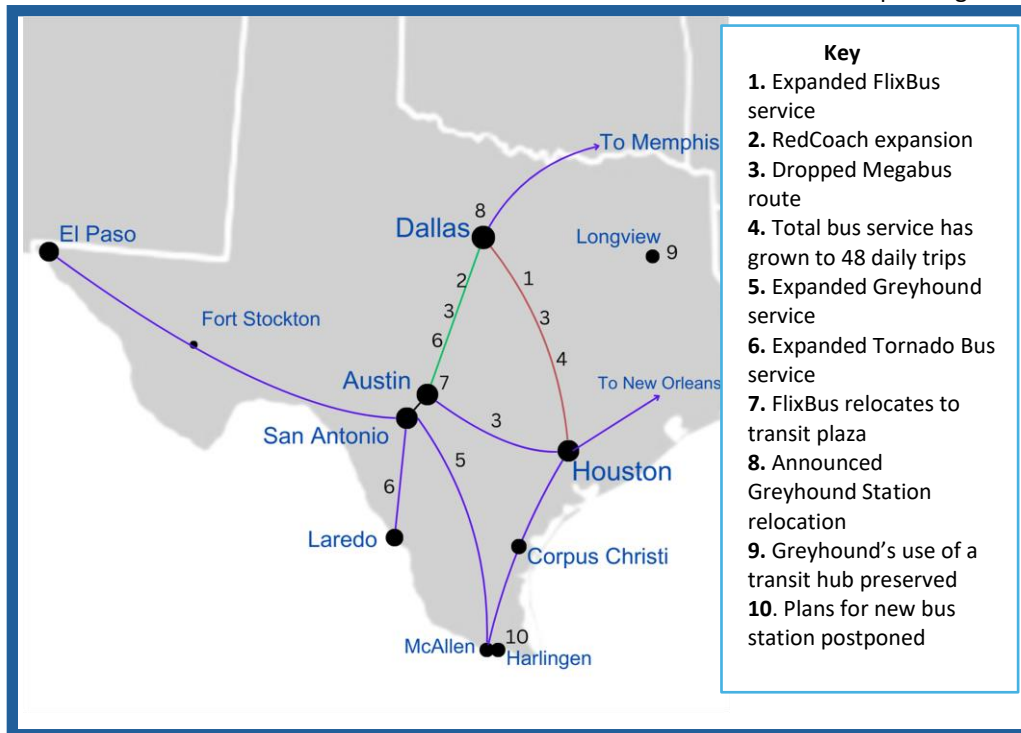 To Memphis
8
Dallas
Longview
9
El Paso
2
1
3
3
Fort Stockton
6
4
Austin
7
To New Orleans
San Antonio
3
5
Houston
6
Laredo
Corpus Christi
10
McAllen
Harlingen
Key
1. Expanded FlixBus
service
2. RedCoach expansion
3. Dropped Megabus
route
4. Total bus service has
grown to 48 daily trips
5. Expanded Greyhound
service
6. Expanded Tornado Bus
service
7. FlixBus relocates to
transit plaza
8. Announced
Greyhound Station
relocation
9. Greyhound’s use of a
transit hub preserved
10. Plans for new bus
station postponed